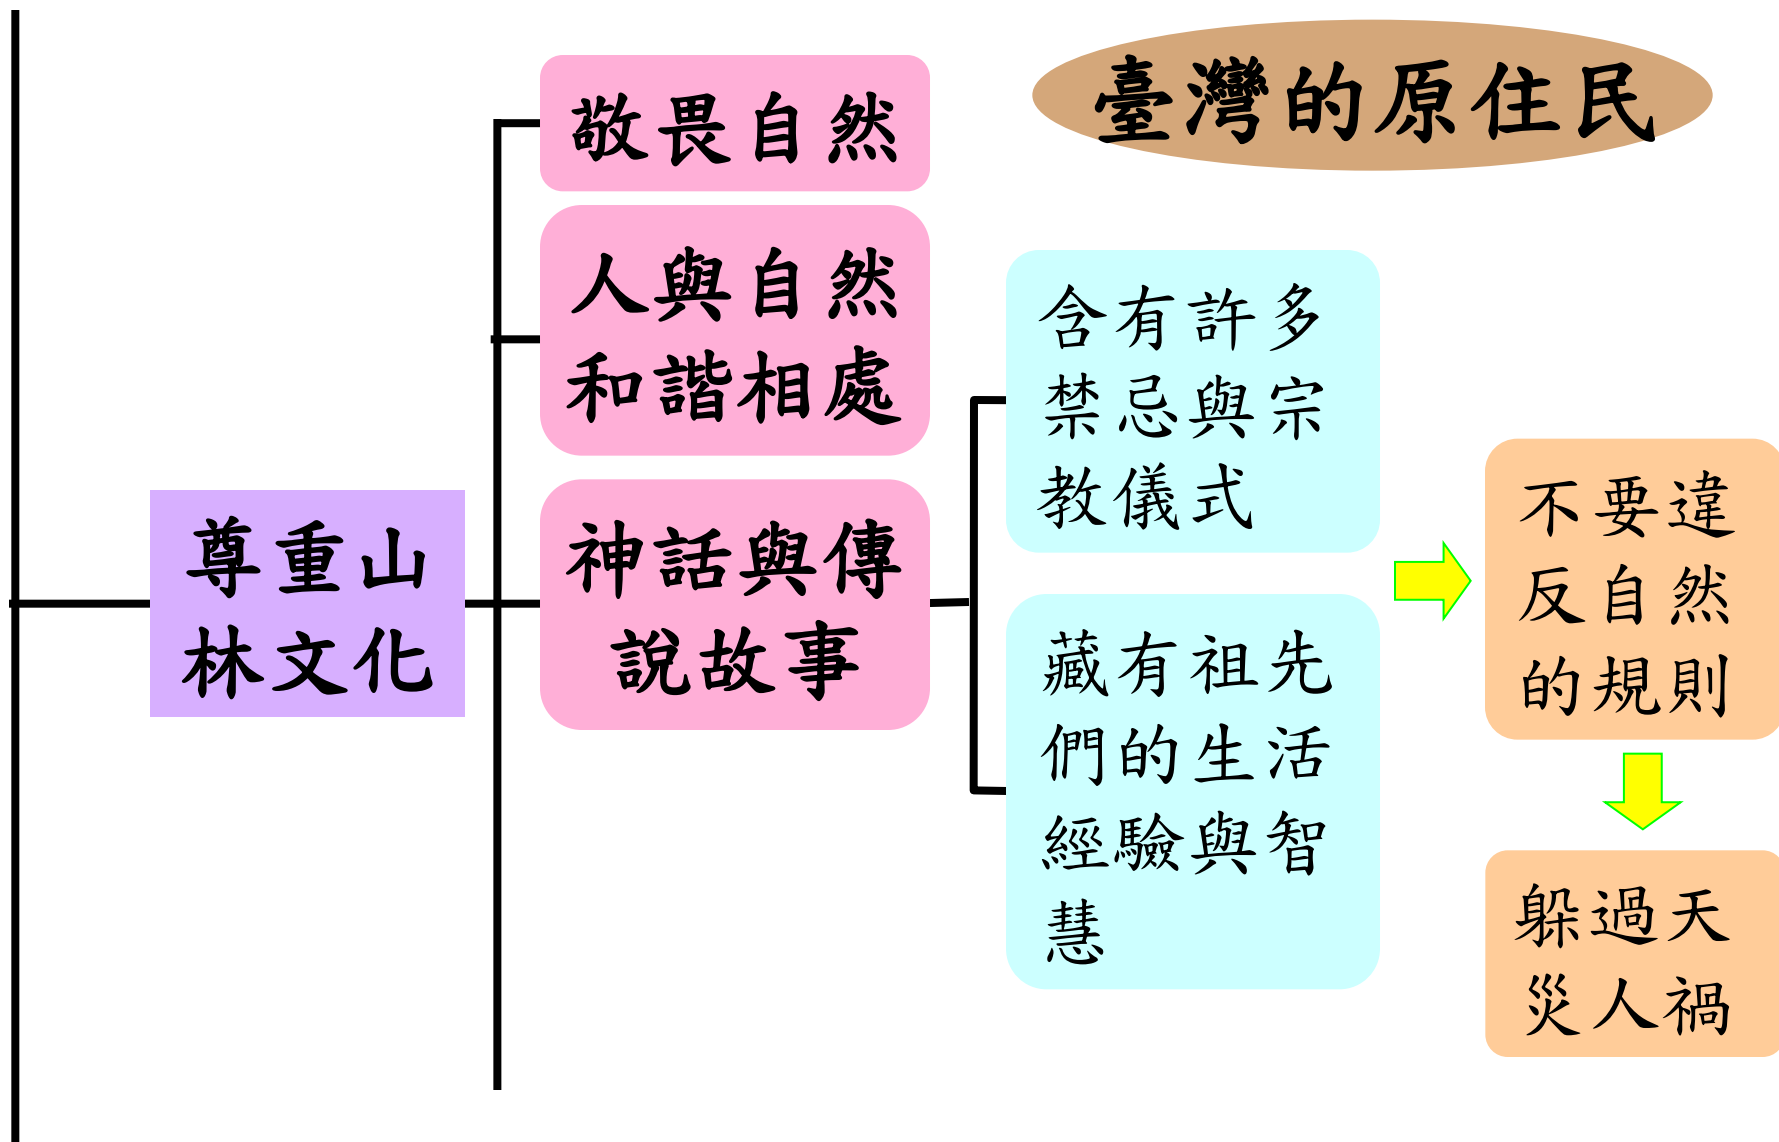 臺灣的原住民
尊重山
林文化
敬畏自然
人與自然
和諧相處
神話與傳
說故事
含有許多
禁忌與宗
教儀式
藏有祖先
們的生活
經驗與智
慧
不要違
反自然
的規則
躲過天
災人禍